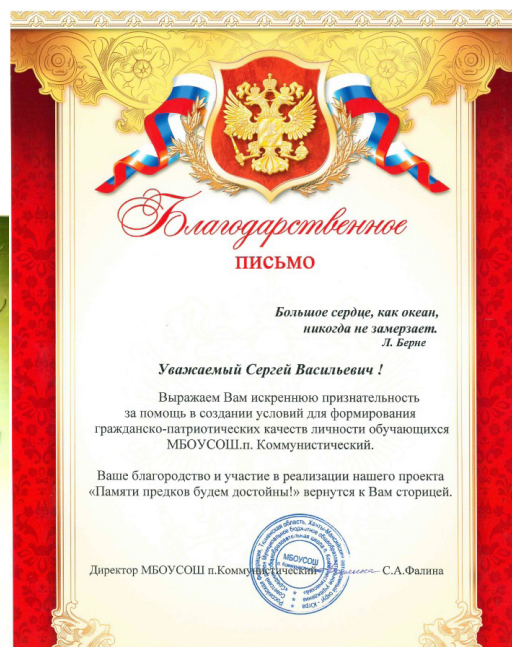 Благодарственное
ПИСЬМО
Большое сердце, как океан,
никогда не замерзает.
Л. Берне
Уважаемый Сергей Васильевич !
Выражаем Вам искреннюю признательность
за помощь в создании условий для формирования
гражданско-патриотических качеств личности обучающихся
МБОУСОШ.п. Коммунистический.
Ваше благородство и участие в реализации нашего проекта
«Памяти предков будем достойны!» вернутся к Вам сторицей.
Директор МБОУСОШ п.Коммунистический С.А.Фалина
МБОУСОШ